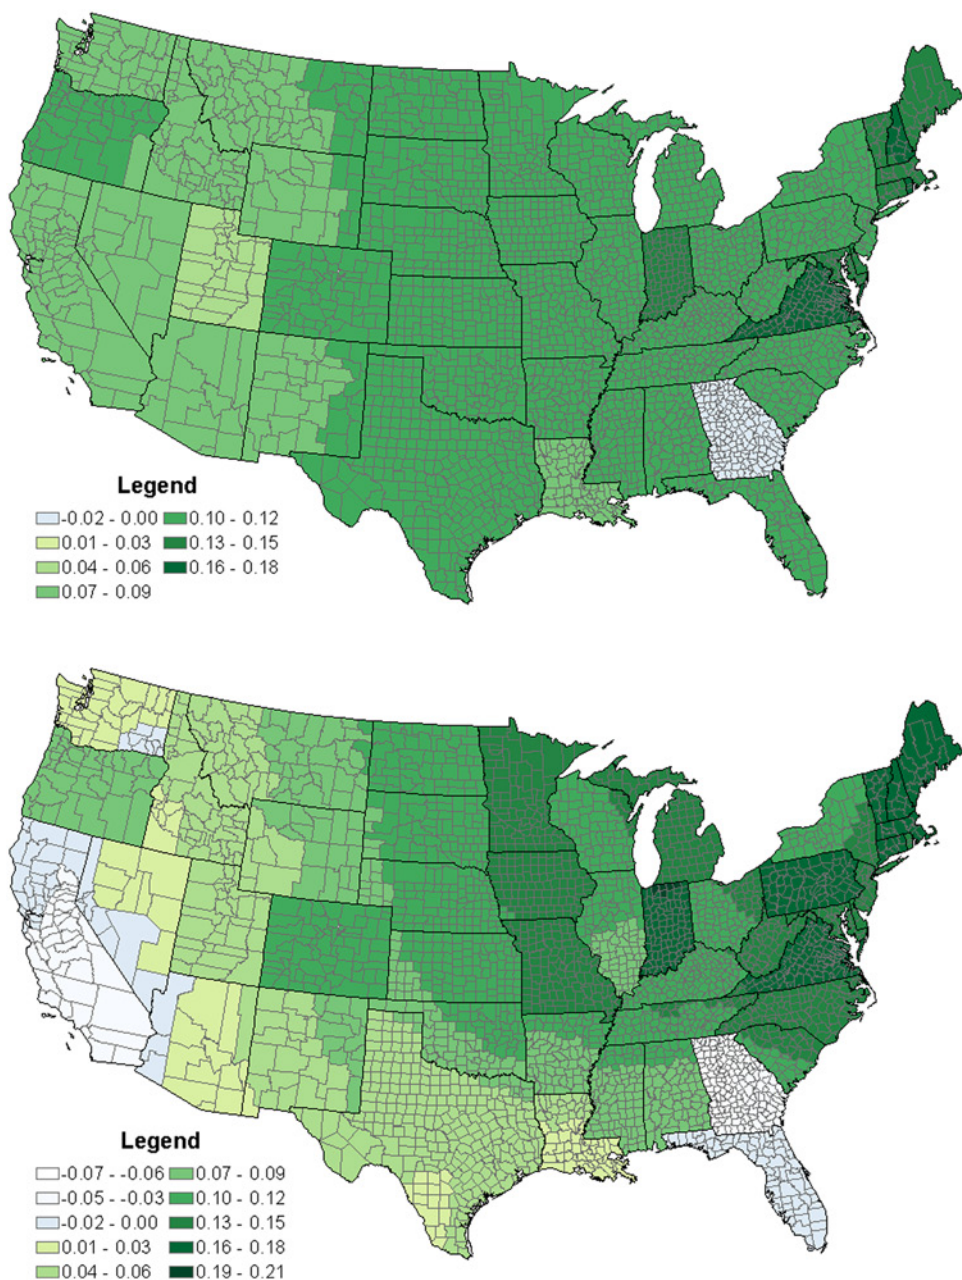 Legend
-0.02 - 0.00 0.10 - 0.12
0.01 - 0.03 0.13 - 0.15
0.04 - 0.06 0.16 - 0.18
0.07 - 0.09
Legend
-0.07 - -0.06 0.07 - 0.09
-0.05 - -0.03 0.10 - 0.12
-0.02 - 0.00 0.13 - 0.15
0.01 - 0.03 0.16 - 0.18
0.04 - 0.06 0.19 - 0.21